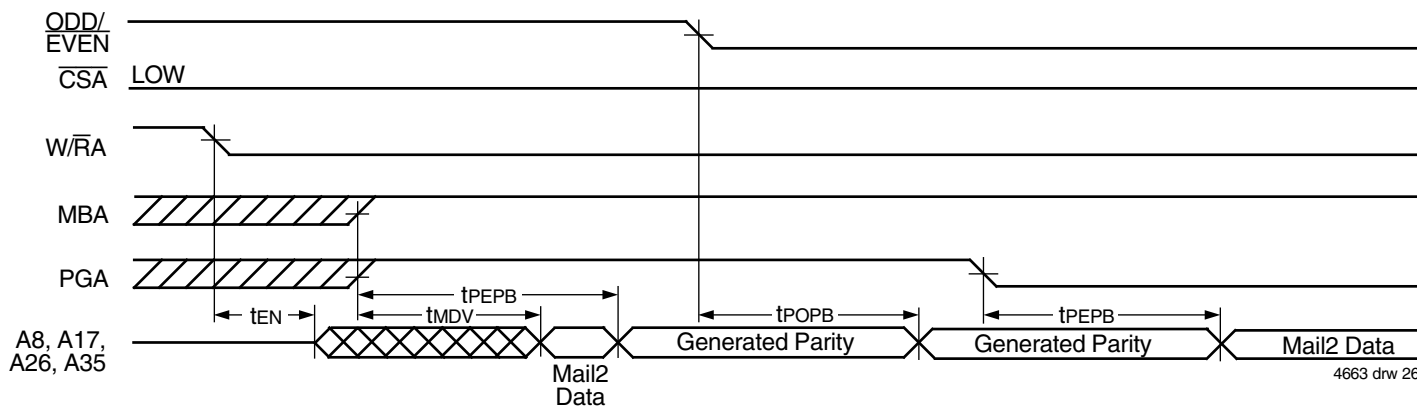 ODD/
EVEN
CSA LOW
W/RA
MBA
PGA
tPEPB
tEN tMDV tPOPB tPEPB
A8, A17,
A26, A35
Generated Parity Generated Parity Mail2 Data
Mail2
Data
4663 drw 26